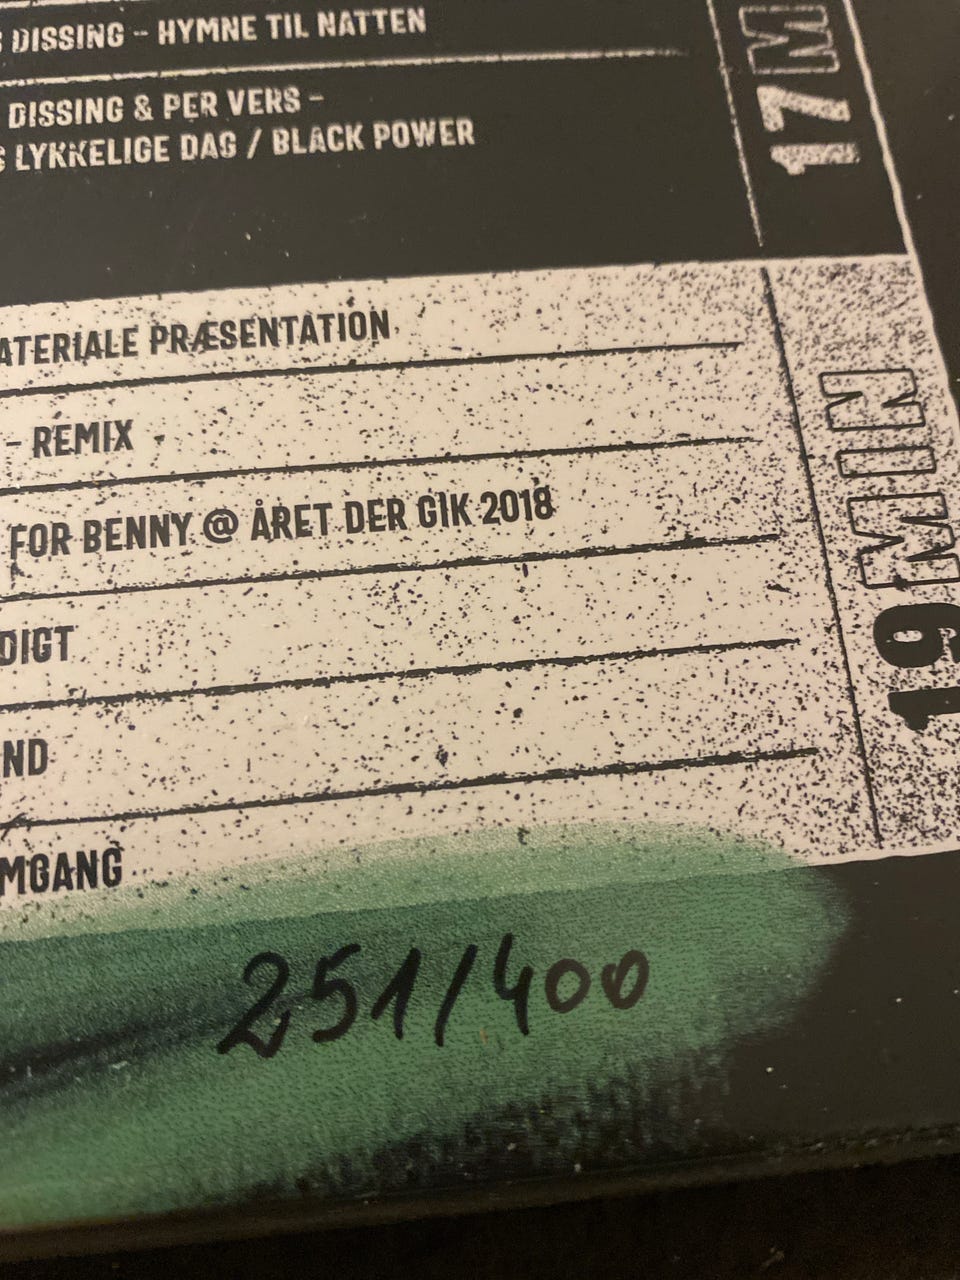 DISSING – HYMNE TIL NATTEN
DISSING & PER VERS –
LYKKELIGE DAG / BLACK POWER
17 M
ATERIALE PRÆSENTATION
– REMIX
FOR BENNY @ ÅRET DER GIK 2018
DIGT
ND
MGANG
19 MIN
251/400